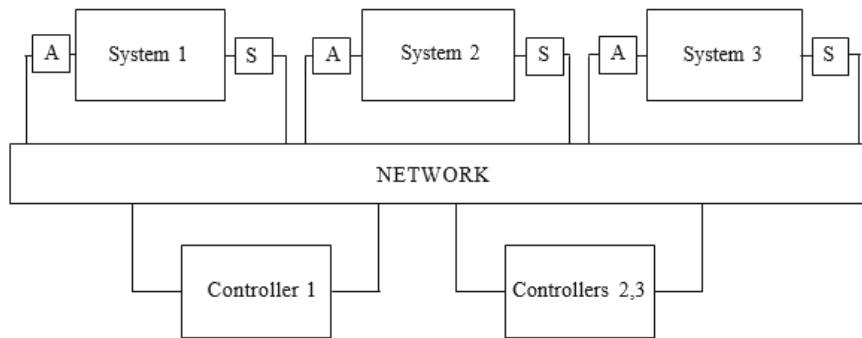 A System 1 S A System 2 S A System 3 S
NETWORK
Controller 1 Controllers 2,3